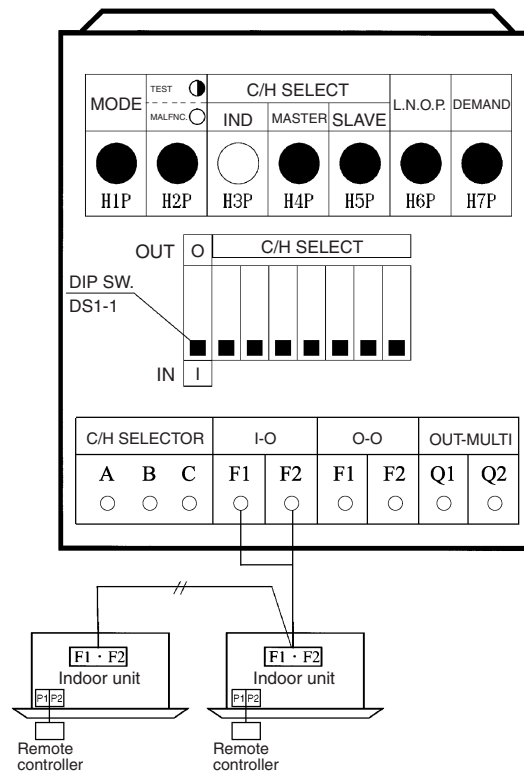 MODE TEST C/H SELECT L.N.O.P. DEMAND
MALFNC. IND MASTER SLAVE
H1P H2P H3P H4P H5P H6P H7P
OUT O C/H SELECT
DIP SW.
DS1-1
IN I
C/H SELECTOR I-O O-O OUT-MULTI
A B C F1 F2 F1 F2 Q1 Q2
F1 · F2 F1 · F2
Indoor unit Indoor unit
P1 P2 P1 P2
Remote Remote
controller controller